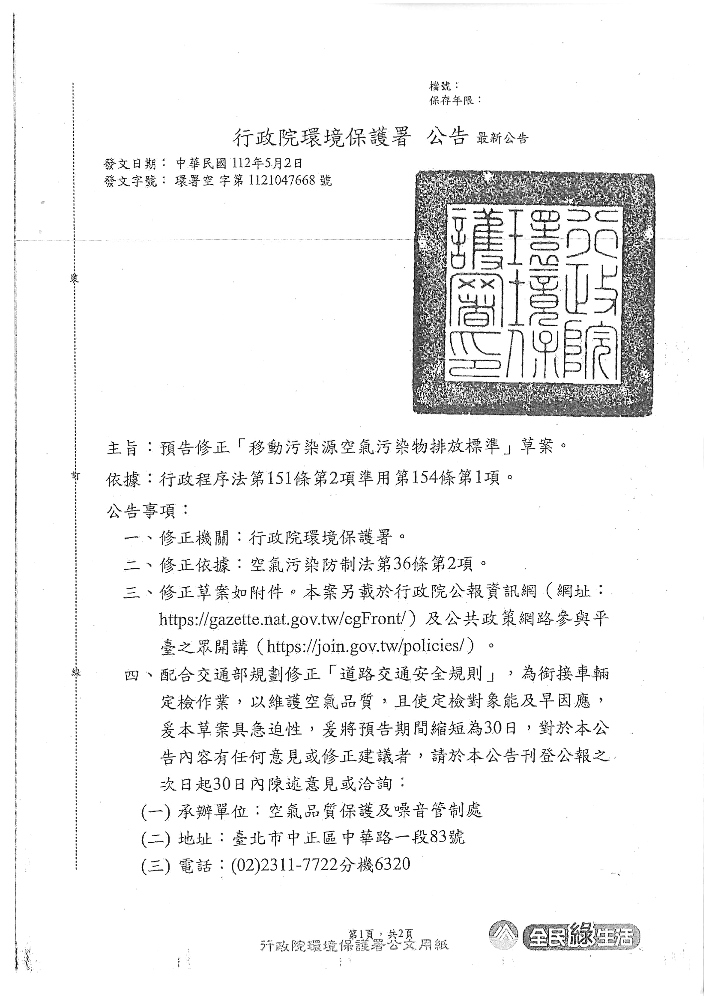 檔號：
保存年限：
行政院環境保護署 公告 最新公告
發文日期： 中華民國 112年5月2日
發文字號： 環署空 字第 1121047668 號
行政院環境保護署印
主旨：預告修正「移動污染源空氣污染物排放標準」草案。
依據：行政程序法第151條第2項準用第154條第1項。
公告事項：
一、修正機關：行政院環境保護署。
二、修正依據：空氣污染防制法第36條第2項。
三、修正草案如附件。本案另載於行政院公報資訊網（網址：
https://gazette.nat.gov.tw/egFront/）及公共政策網路參與平
臺之眾開講（https://join.gov.tw/policies/）。
四、配合交通部規劃修正「道路交通安全規則」，為銜接車輛
定檢作業，以維護空氣品質，且使定檢對象能及早因應，
爰本草案具急迫性，爰將預告期間縮短為30日，對於本公
告內容有任何意見或修正建議者，請於本公告刊登公報之
次日起30日內陳述意見或洽詢：
(一) 承辦單位：空氣品質保護及噪音管制處
(二) 地址：臺北市中正區中華路一段83號
(三) 電話：(02)2311-7722分機6320
裝
訂
線
第1頁，共2頁
行政院環境保護署公文用紙
全民綠生活